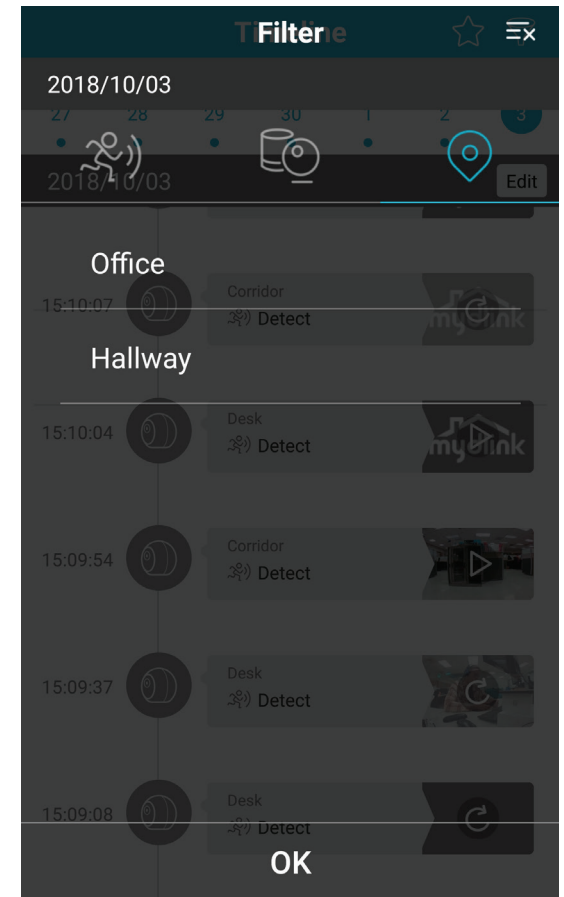 Timeline
Filter
2018/10/03
27 28 29 30 1 2 3
2018/10/03 Edit
Office
15:10:07
Corridor
Detect
Hallway
15:10:04
Desk
Detect
15:09:54
Corridor
Detect
15:09:37
Desk
Detect
15:09:08
Desk
Detect
OK